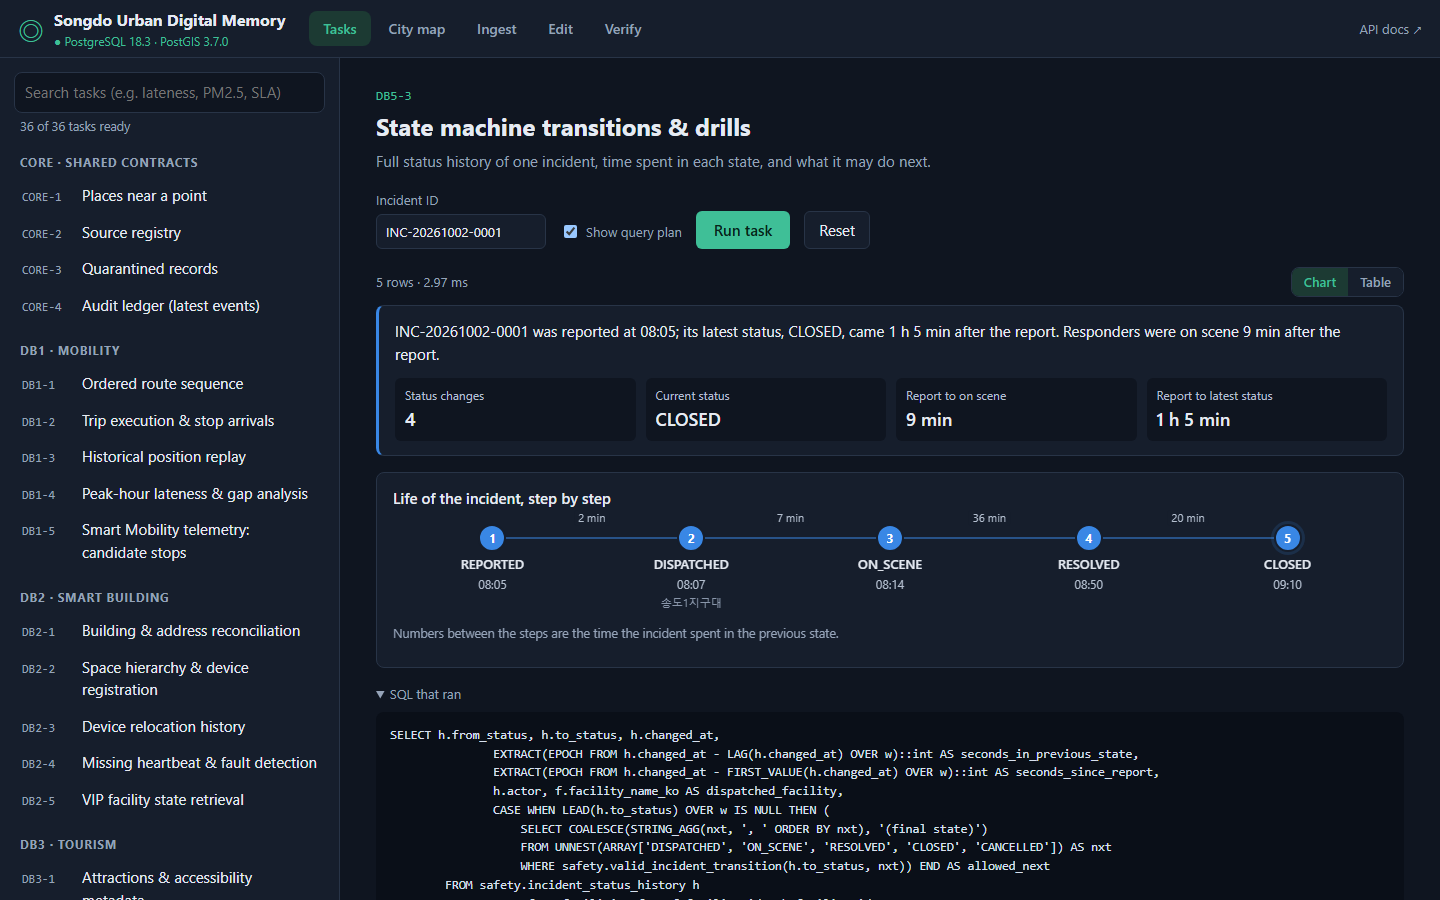 Songdo Urban Digital Memory
● PostgreSQL 18.3 · PostGIS 3.7.0
Tasks
City map
Ingest
Edit
Verify
API docs ↗
Search tasks (e.g. lateness, PM2.5, SLA)
36 of 36 tasks ready
CORE · SHARED CONTRACTS
CORE-1 Places near a point
CORE-2 Source registry
CORE-3 Quarantined records
CORE-4 Audit ledger (latest events)
DB1 · MOBILITY
DB1-1 Ordered route sequence
DB1-2 Trip execution & stop arrivals
DB1-3 Historical position replay
DB1-4 Peak-hour lateness & gap analysis
DB1-5 Smart Mobility telemetry:
candidate stops
DB2 · SMART BUILDING
DB2-1 Building & address reconciliation
DB2-2 Space hierarchy & device
registration
DB2-3 Device relocation history
DB2-4 Missing heartbeat & fault detection
DB2-5 VIP facility state retrieval
DB3 · TOURISM
DB3-1 Attractions & accessibility
DB5-3
State machine transitions & drills
Full status history of one incident, time spent in each state, and what it may do next.
Incident ID
INC-20261002-0001
Show query plan
Run task
Reset
5 rows · 2.97 ms
Chart
Table
INC-20261002-0001 was reported at 08:05; its latest status, CLOSED, came 1 h 5 min after the report. Responders were on scene 9 min after the
report.
Status changes
4
Current status
CLOSED
Report to on scene
9 min
Report to latest status
1 h 5 min
Life of the incident, step by step
2 min
7 min
36 min
20 min
1
2
3
4
5
REPORTED
DISPATCHED
ON_SCENE
RESOLVED
CLOSED
08:05
08:07
08:14
08:50
09:10
송도1지구대
Numbers between the steps are the time the incident spent in the previous state.
▼ SQL that ran
SELECT h.from_status, h.to_status, h.changed_at,
EXTRACT(EPOCH FROM h.changed_at - LAG(h.changed_at) OVER w)::int AS seconds_in_previous_state,
EXTRACT(EPOCH FROM h.changed_at - FIRST_VALUE(h.changed_at) OVER w)::int AS seconds_since_report,
h.actor, f.facility_name_ko AS dispatched_facility,
CASE WHEN LEAD(h.to_status) OVER w IS NULL THEN (
SELECT COALESCE(STRING_AGG(nxt, ', ' ORDER BY nxt), '(final state)')
FROM UNNEST(ARRAY['DISPATCHED', 'ON_SCENE', 'RESOLVED', 'CLOSED', 'CANCELLED']) AS nxt
WHERE safety.valid_incident_transition(h.to_status, nxt)) END AS allowed_next
FROM safety.incident_status_history h